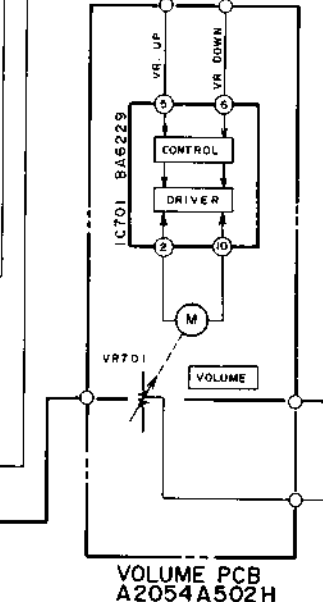 VR. UP
VR. DOWN
5
6
IC701 BA6229
CONTROL
DRIVER
2
10
M
VR701
VOLUME
VOLUME PCB
A2054A502H